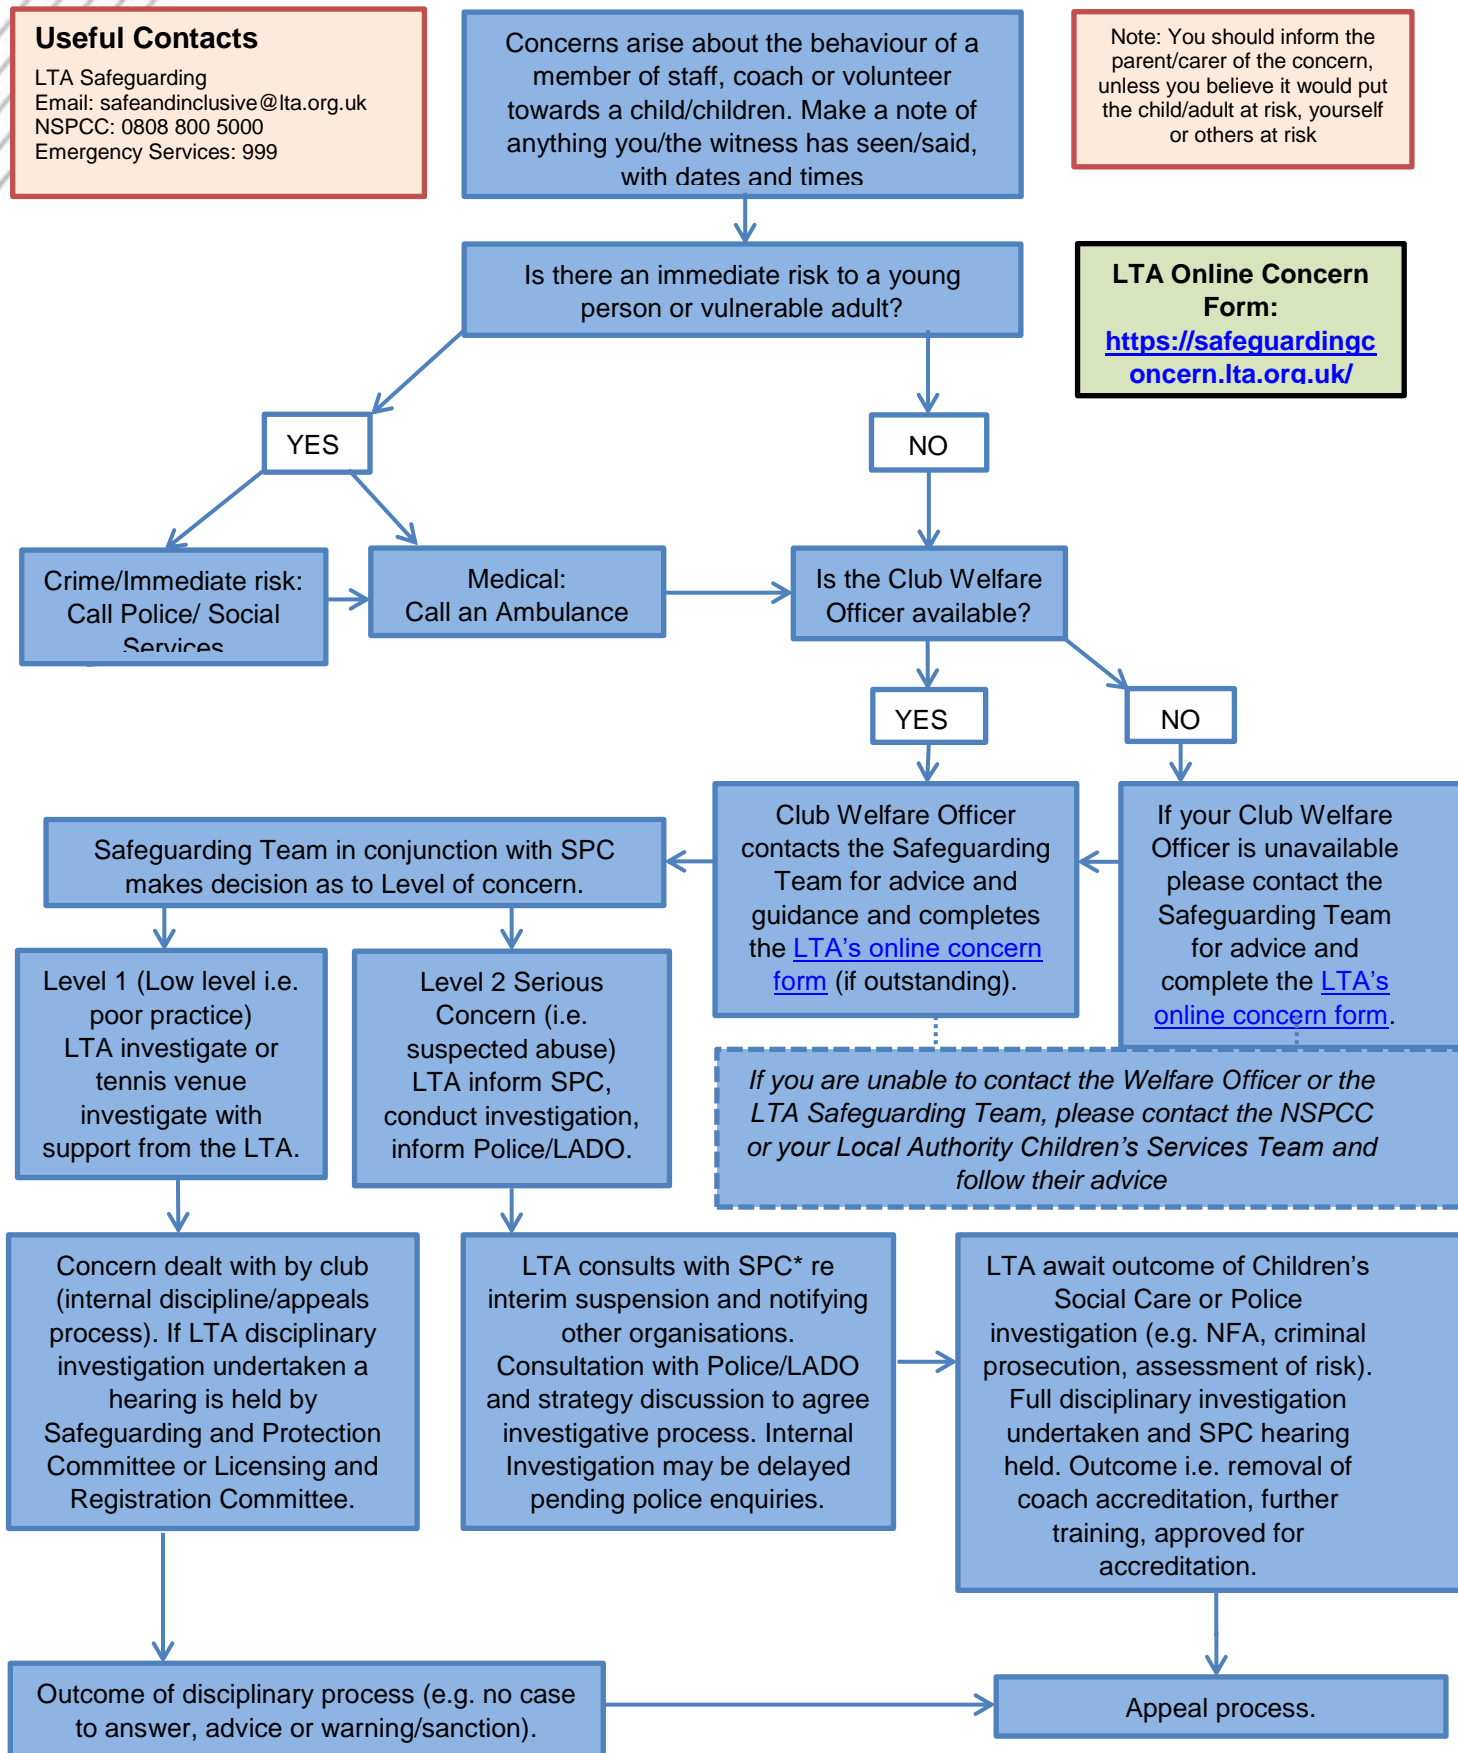 Useful Contacts
LTA Safeguarding
Email: safeandinclusive@lta.org.uk
NSPCC: 0808 800 5000
Emergency Services: 999
Concerns arise about the behaviour of a
member of staff, coach or volunteer
towards a child/children. Make a note of
anything you/the witness has seen/said,
with dates and times
Note: You should inform the
parent/carer of the concern,
unless you believe it would put
the child/adult at risk, yourself
or others at risk
Is there an immediate risk to a young
person or vulnerable adult?
LTA Online Concern
Form:
https://safeguardingc
oncern.lta.org.uk/
YES
NO
Crime/Immediate risk:
Call Police/ Social
Services
Medical:
Call an Ambulance
Is the Club Welfare
Officer available?
YES
NO
Club Welfare Officer
contacts the Safeguarding
Team for advice and
guidance and completes
the LTA’s online concern
form (if outstanding).
If your Club Welfare
Officer is unavailable
please contact the
Safeguarding Team
for advice and
complete the LTA’s
online concern form.
Safeguarding Team in conjunction with SPC
makes decision as to Level of concern.
Level 1 (Low level i.e.
poor practice)
LTA investigate or
tennis venue
investigate with
support from the LTA.
Level 2 Serious
Concern (i.e.
suspected abuse)
LTA inform SPC,
conduct investigation,
inform Police/LADO.
If you are unable to contact the Welfare Officer or the
LTA Safeguarding Team, please contact the NSPCC
or your Local Authority Children’s Services Team and
follow their advice
Concern dealt with by club
(internal discipline/appeals
process). If LTA disciplinary
investigation undertaken a
hearing is held by
Safeguarding and Protection
Committee or Licensing and
Registration Committee.
LTA consults with SPC* re
interim suspension and notifying
other organisations.
Consultation with Police/LADO
and strategy discussion to agree
investigative process. Internal
Investigation may be delayed
pending police enquiries.
LTA await outcome of Children’s
Social Care or Police
investigation (e.g. NFA, criminal
prosecution, assessment of risk).
Full disciplinary investigation
undertaken and SPC hearing
held. Outcome i.e. removal of
coach accreditation, further
training, approved for
accreditation.
Outcome of disciplinary process (e.g. no case
to answer, advice or warning/sanction).
Appeal process.